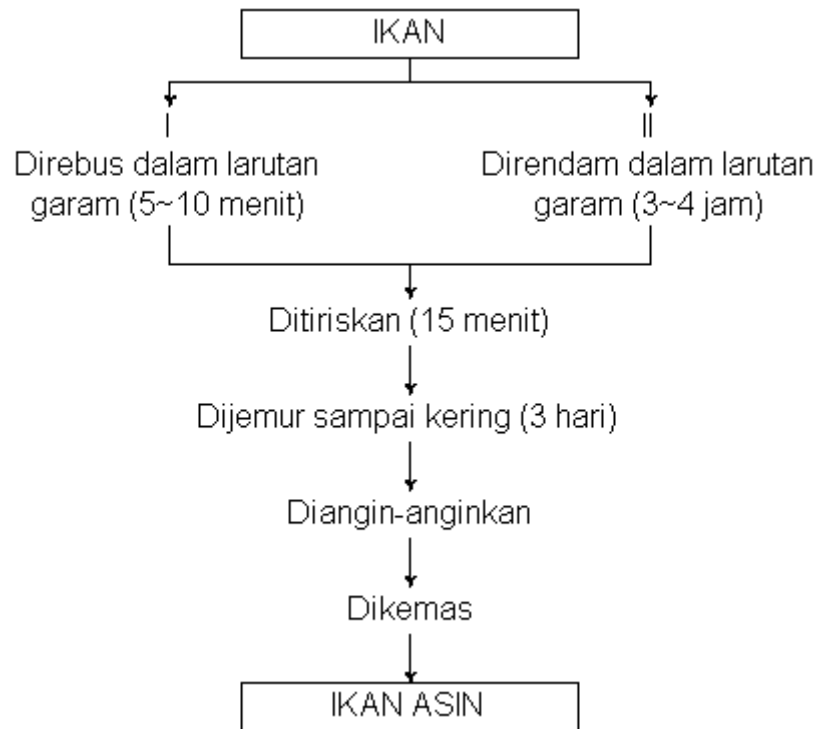 IKAN
I
Direbus dalam larutan
garam (5~10 menit)
II
Direndam dalam larutan
garam (3~4 jam)
Ditiriskan (15 menit)
Dijemur sampai kering (3 hari)
Diangin-anginkan
Dikemas
IKAN ASIN